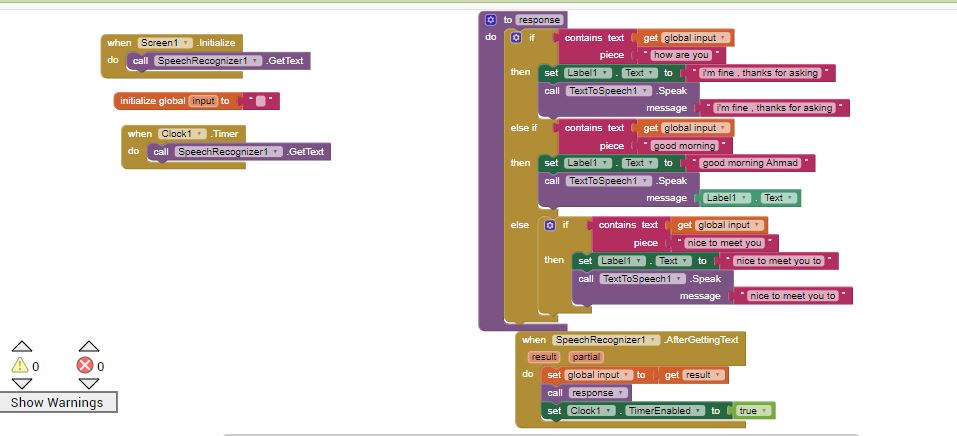 when Screen1 .Initialize
do call SpeechRecognizer1 .GetText
initialize global input to " "
when Clock1 .Timer
do call SpeechRecognizer1 .GetText
to response
do if contains text get global input
piece " how are you "
then set Label1 . Text to " i'm fine , thanks for asking "
call TextToSpeech1 .Speak
message " i'm fine , thanks for asking "
else if contains text get global input
piece " good morning "
then set Label1 . Text to " good morning Ahmad "
call TextToSpeech1 .Speak
message Label1 . Text
else if contains text get global input
piece " nice to meet you "
then set Label1 . Text to " nice to meet you to "
call TextToSpeech1 .Speak
message " nice to meet you to "
when SpeechRecognizer1 .AfterGettingText
result partial
do set global input to get result
call response
set Clock1 . TimerEnabled to true
0 0
Show Warnings